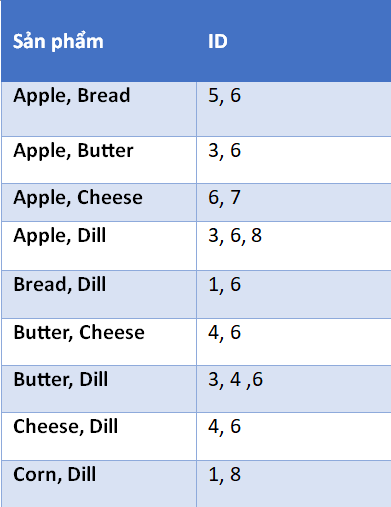 Sản phẩm ID
Apple, Bread 5, 6
Apple, Butter 3, 6
Apple, Cheese 6, 7
Apple, Dill 3, 6, 8
Bread, Dill 1, 6
Butter, Cheese 4, 6
Butter, Dill 3, 4 ,6
Cheese, Dill 4, 6
Corn, Dill 1, 8